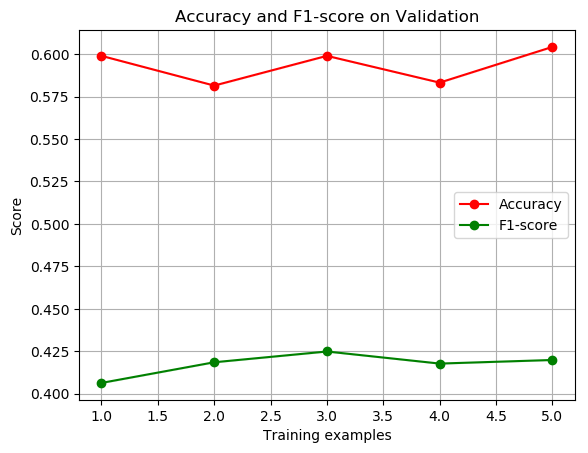 Accuracy and F1-score on Validation
0.600
0.575
0.550
0.525
0.500
0.475
0.450
0.425
0.400
Score
Accuracy
F1-score
1.0 1.5 2.0 2.5 3.0 3.5 4.0 4.5 5.0
Training examples